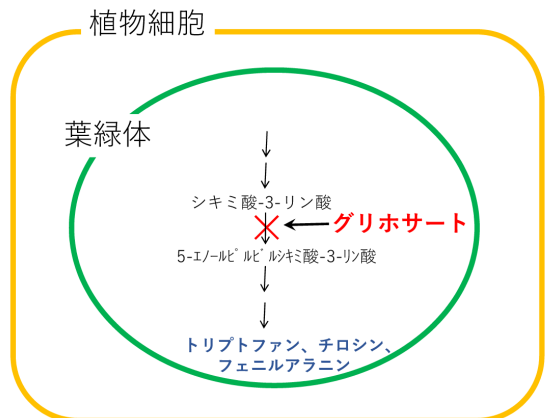 植物細胞
葉緑体
シキミ酸-3-リン酸
グリホサート
5-ｴﾉｰﾙﾋﾟﾙﾋﾞﾙｼｷﾐ酸-3-ﾘﾝ酸
トリプトファン、チロシン、
フェニルアラニン